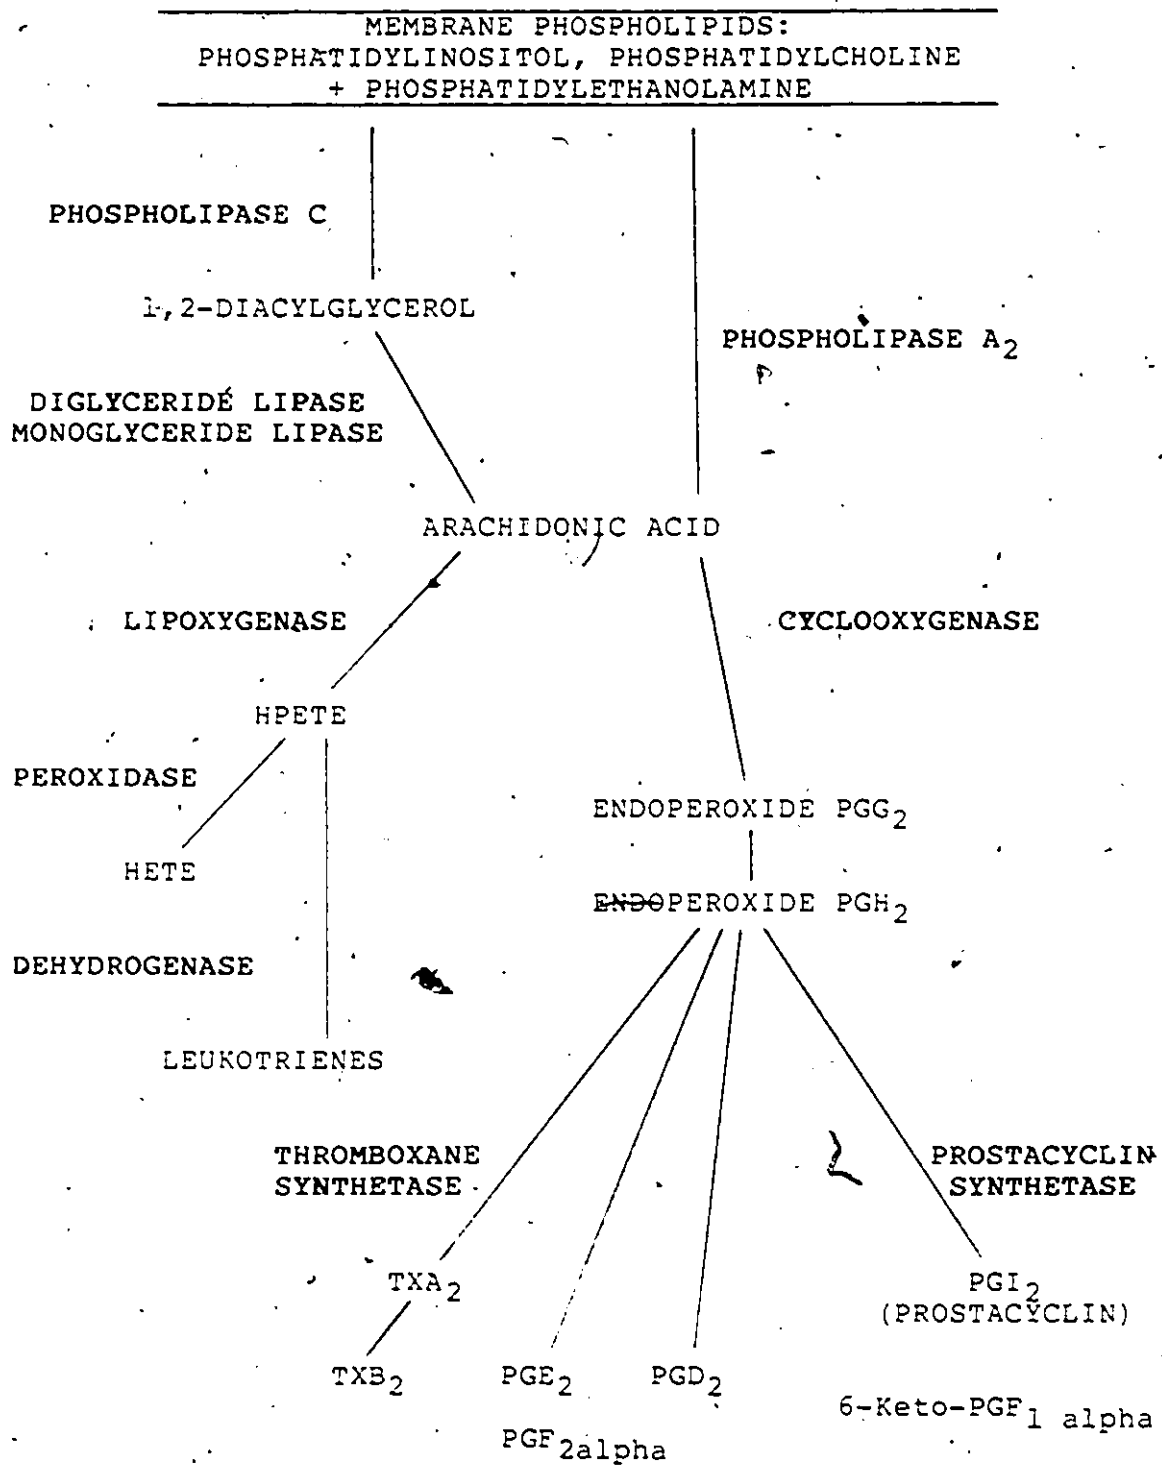 MEMBRANE PHOSPHOLIPIDS:
PHOSPHATIDYLINOSITOL, PHOSPHATIDYLCHOLINE
+ PHOSPHATIDYLETHANOLAMINE
PHOSPHOLIPASE C
1,2-DIACYLGLYCEROL
PHOSPHOLIPASE A2
DIGLYCERIDE LIPASE
MONOGLYCERIDE LIPASE
ARACHIDONIC ACID
LIPOXYGENASE
CYCLOOXYGENASE
HPETE
PEROXIDASE
ENDOPEROXIDE PGG2
HETE
ENDOPEROXIDE PGH2
DEHYDROGENASE
LEUKOTRIENES
THROMBOXANE
SYNTHETASE
PROSTACYCLIN
SYNTHETASE
TXA2
PGI2
(PROSTACYCLIN)
TXB2
PGE2
PGD2
6-Keto-PGF1 alpha
PGF2alpha